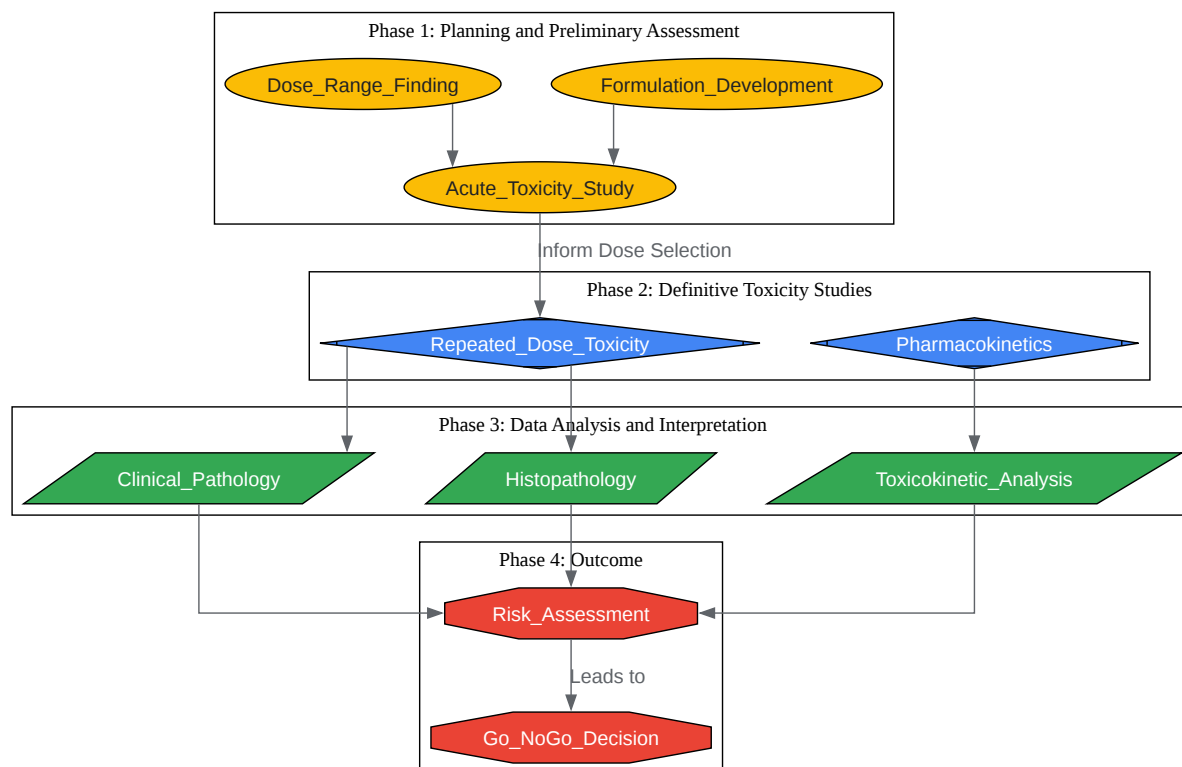 Phase 1: Planning and Preliminary Assessment
Dose_Range_Finding
Formulation_Development
Acute_Toxicity_Study
Inform Dose Selection
Phase 2: Definitive Toxicity Studies
Repeated_Dose_Toxicity
Pharmacokinetics
Phase 3: Data Analysis and Interpretation
Clinical_Pathology
Histopathology
Toxicokinetic_Analysis
Phase 4: Outcome
Risk_Assessment
Leads to
Go_NoGo_Decision